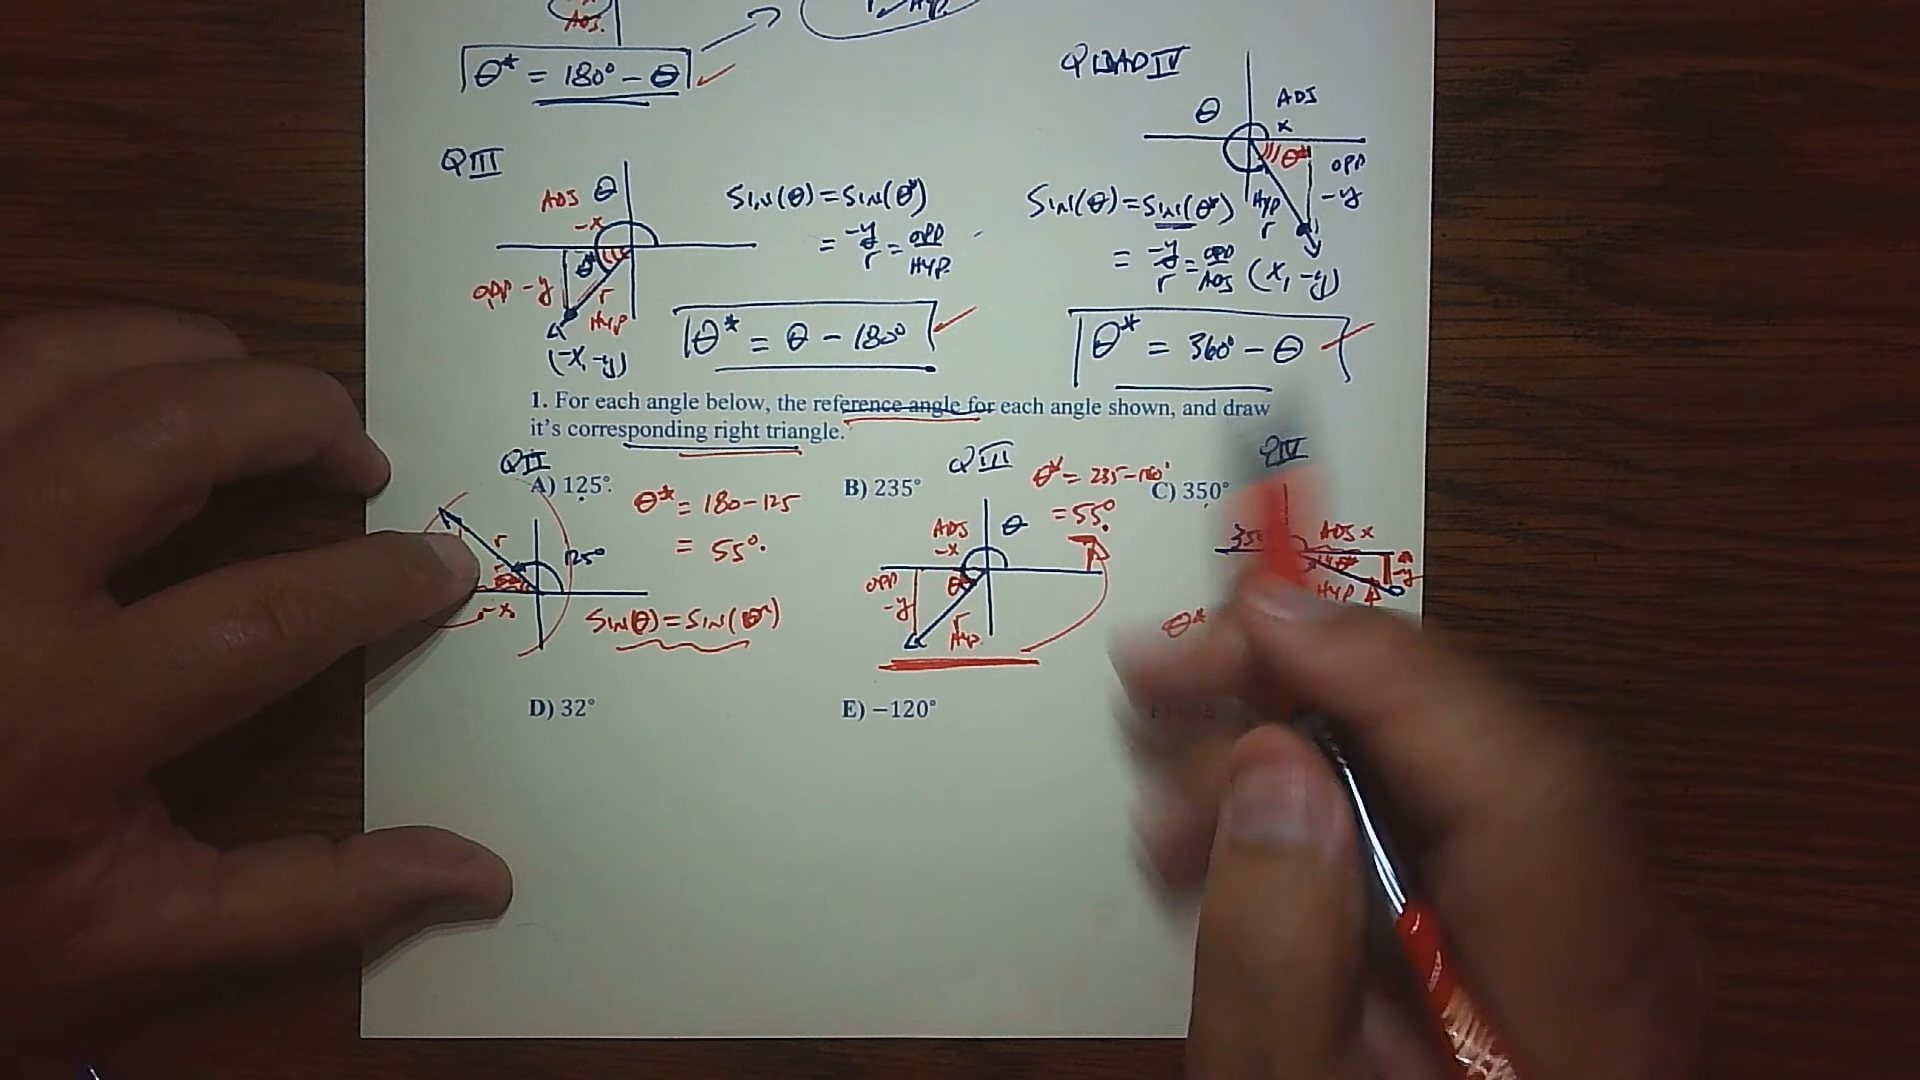 ADJ.
Hyp.
θ* = 180° − θ
QUAD IV
θ
ADJ
x
θ*
OPP
−y
Hyp
r
(x, −y)
QIII
ADJ θ
−x
θ*
OPP −y
r
Hyp
(−x, −y)
Sin(θ) = Sin(θ*)
= −y/r = OPP/HYP.
θ* = θ − 180°
Sin(θ) = Sin(θ*)
= −y/r = OPP/ADJ
θ* = 360° − θ
1. For each angle below, the reference angle for each angle shown, and draw
it's corresponding right triangle.
QII
A) 125°.
θ* = 180 − 125
= 55°.
125°
r
−x
Sin(θ) = Sin(θ*)
QIII
B) 235°
θ* = 235 − 180°
= 55°
ADJ
−x
θ
OPP
−y
θ*
r
Hyp.
QIV
C) 350°
ADJ x
θ*
−y
HYP
θ*
D) 32°
E) −120°